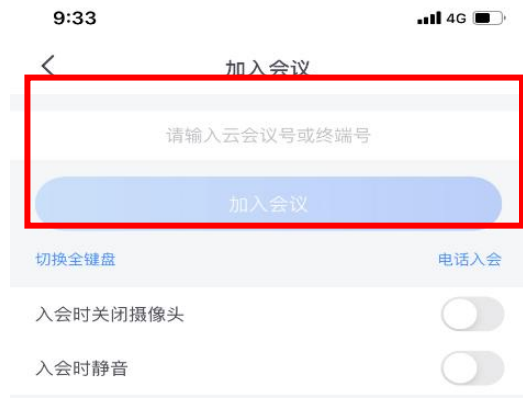 9:33 4G
加入会议
请输入云会议号或终端号
加入会议
切换全键盘 电话入会
入会时关闭摄像头
入会时静音